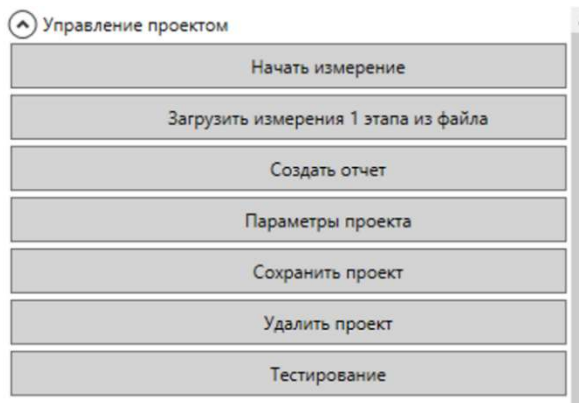 Управление проектом
Начать измерение
Загрузить измерения 1 этапа из файла
Создать отчет
Параметры проекта
Сохранить проект
Удалить проект
Тестирование